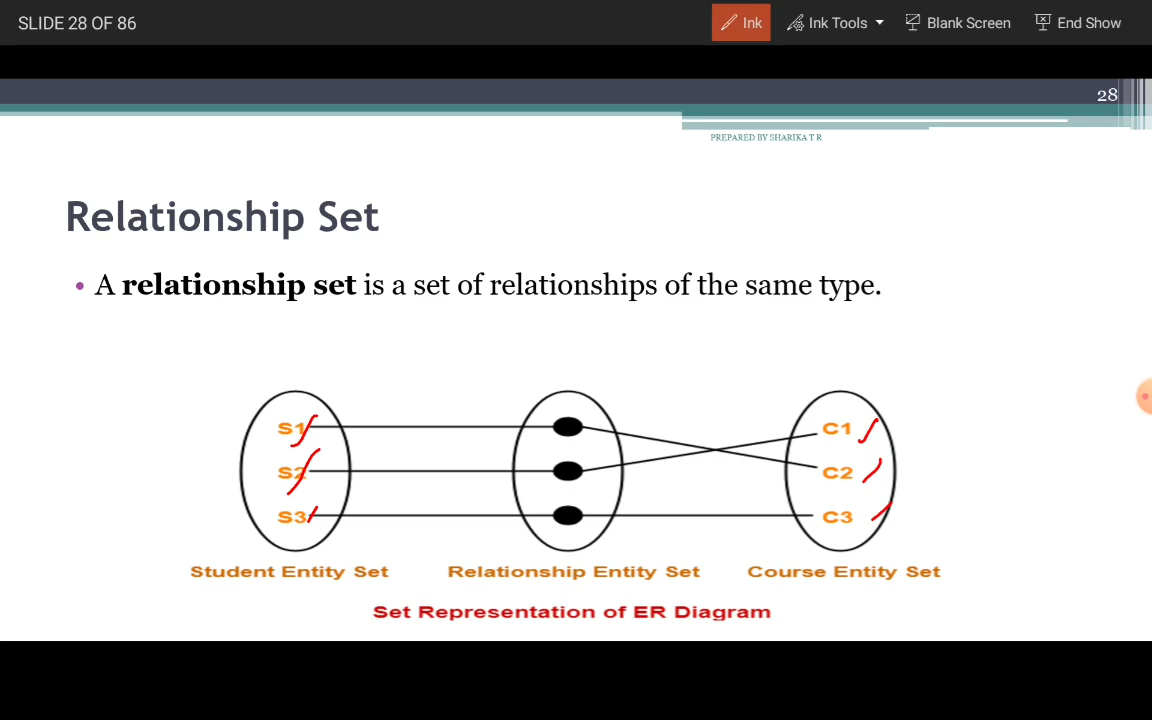 SLIDE 28 OF 86 Ink Ink Tools Blank Screen End Show
28
PREPARED BY SHARIKA T R
Relationship Set
• A relationship set is a set of relationships of the same type.
S1 C1
S2 C2
S3 C3
Student Entity Set Relationship Entity Set Course Entity Set
Set Representation of ER Diagram